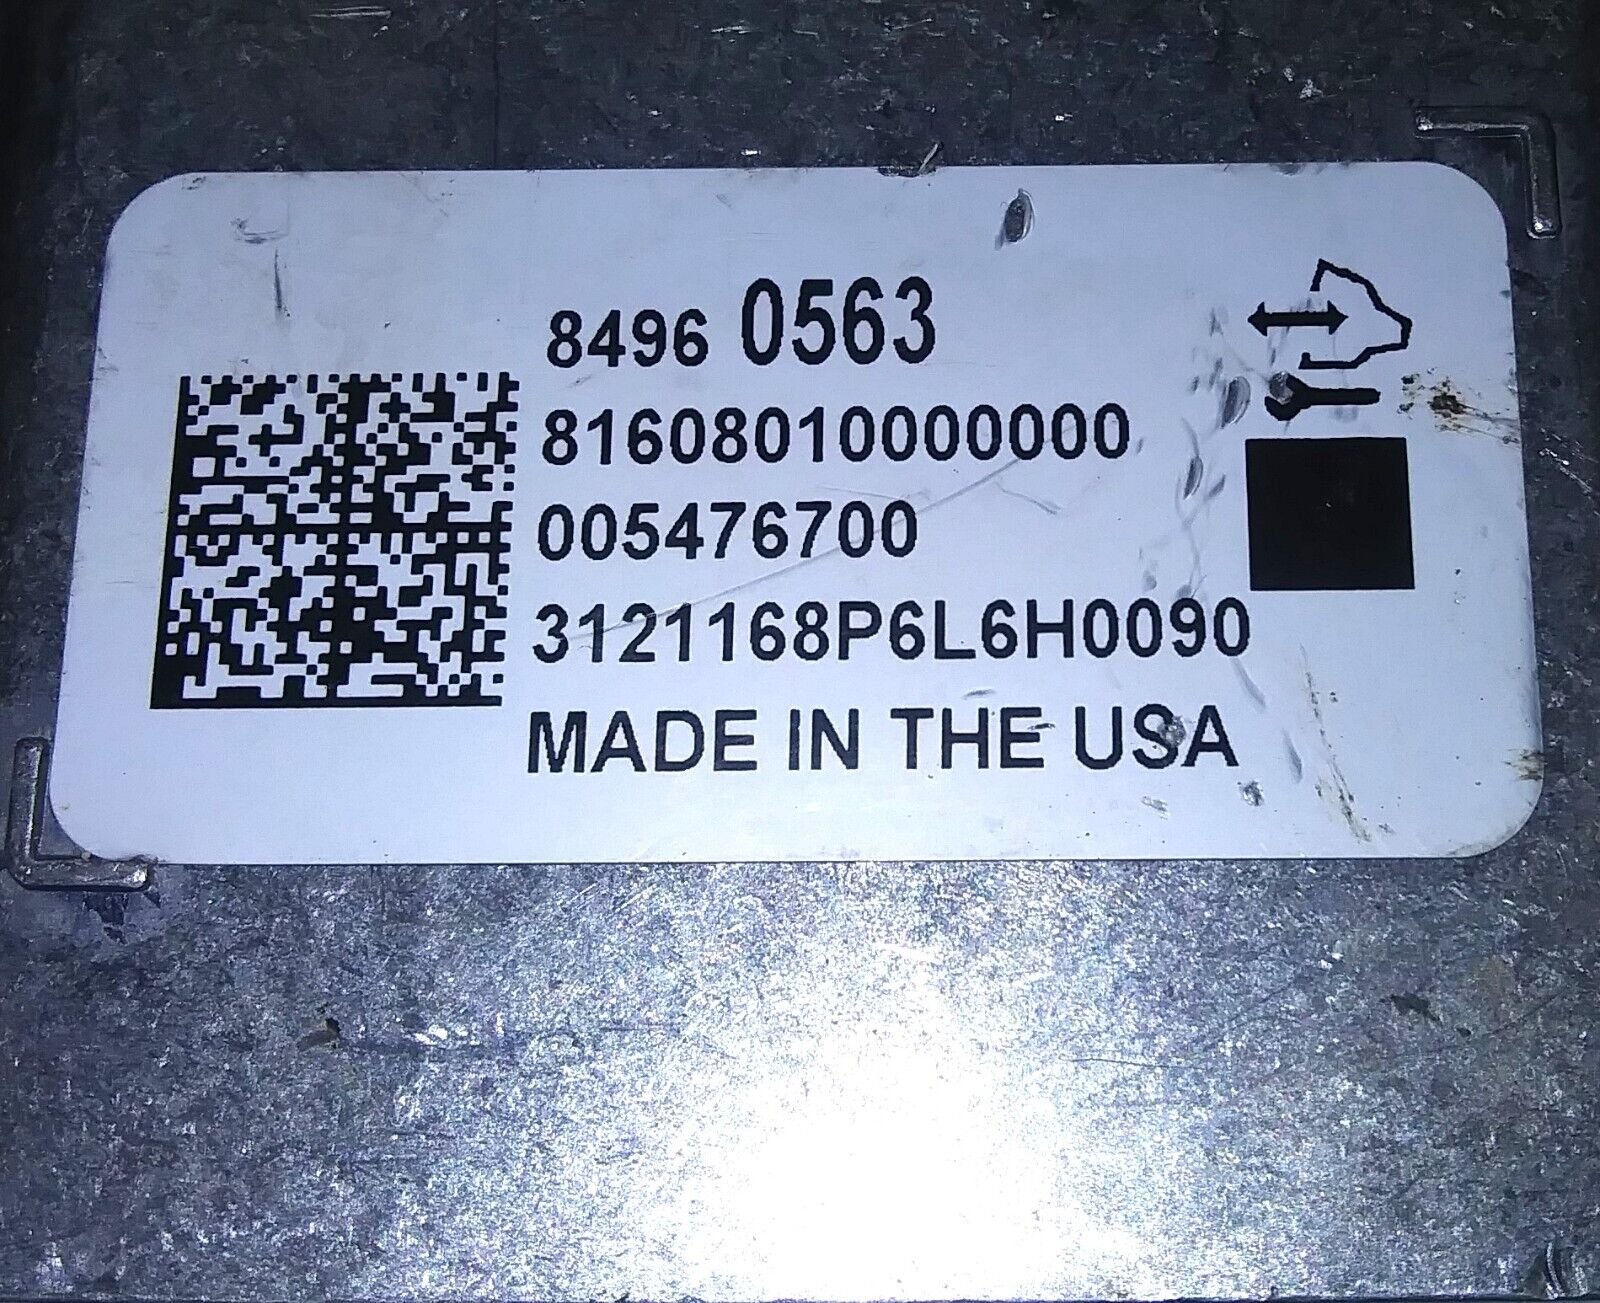 8496 0563
81608010000000
005476700
3121168P6L6H0090
MADE IN THE USA